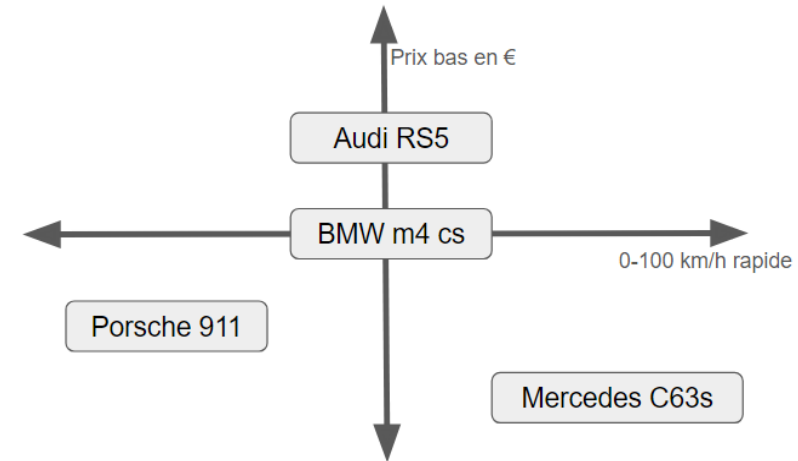 Prix bas en €
Audi RS5
BMW m4 cs
0-100 km/h rapide
Porsche 911
Mercedes C63s